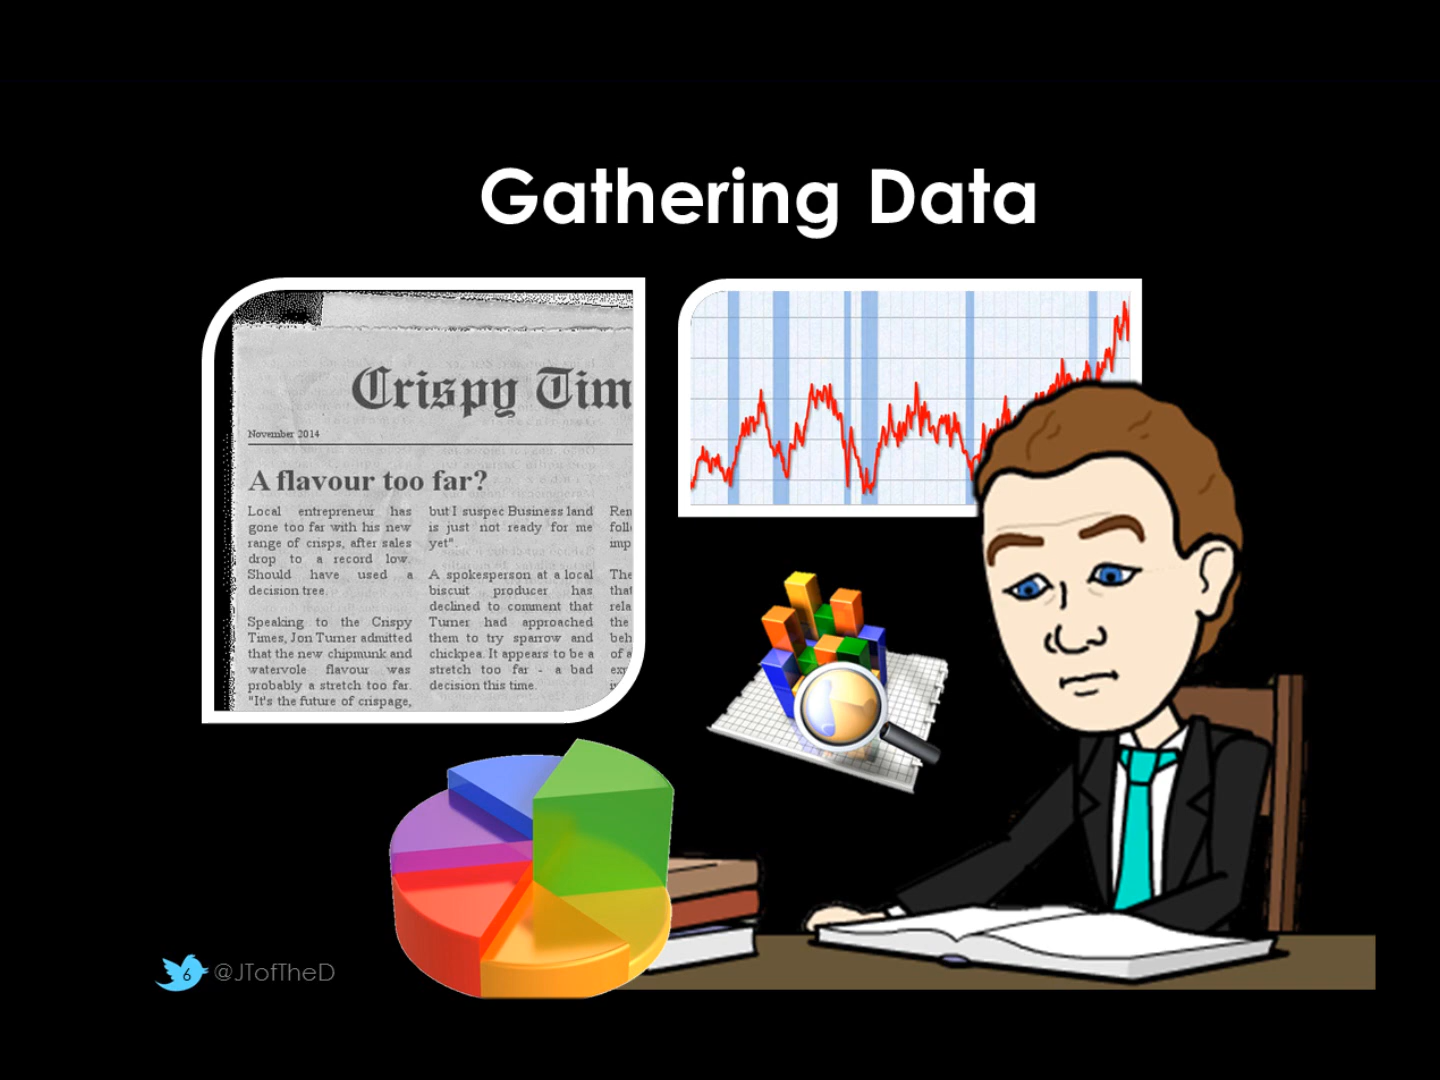 Gathering Data
Crispy Tim
November 2014
A flavour too far?
Local entrepreneur has
gone too far with his new
range of crisps, after sales
drop to a record low.
Should have used a
decision tree.
Speaking to the Crispy
Times, Jon Turner admitted
that the new chipmunk and
watervole flavour was
probably a stretch too far.
"It's the future of crispage,
but I suspec Business land
is just not ready for me
yet".
A spokesperson at a local
biscuit producer has
declined to comment that
Turner had approached
them to try sparrow and
chickpea. It appears to be a
stretch too far - a bad
decision this time.
6 @JTofTheD